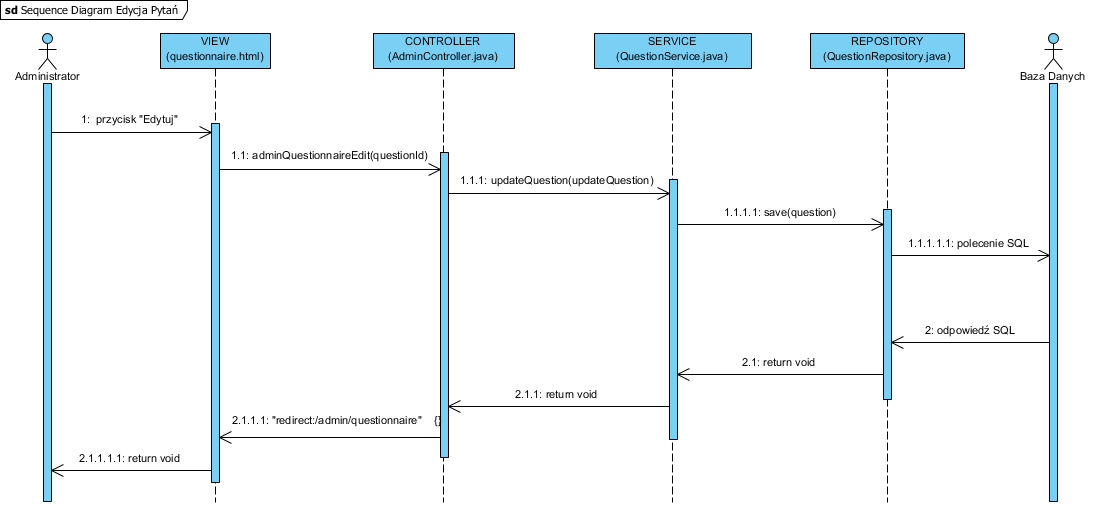 sd Sequence Diagram Edycja Pytań
VIEW
(questionnaire.html)
CONTROLLER
(AdminController.java)
SERVICE
(QuestionService.java)
REPOSITORY
(QuestionRepository.java)
Administrator
Baza Danych
1: przycisk "Edytuj"
1.1: adminQuestionnaireEdit(questionId)
1.1.1: updateQuestion(updateQuestion)
1.1.1.1: save(question)
1.1.1.1.1: polecenie SQL
2: odpowiedź SQL
2.1: return void
2.1.1: return void
2.1.1.1: "redirect:/admin/questionnaire" {}
2.1.1.1.1: return void